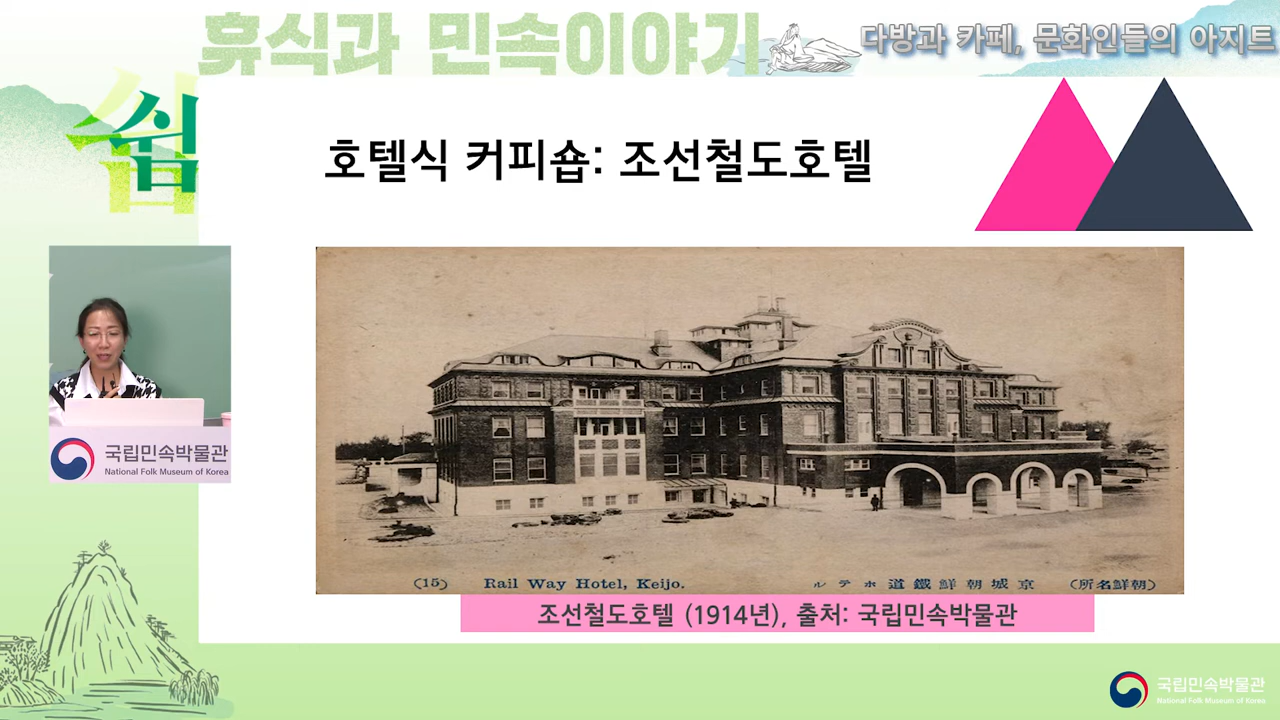 휴식과 민속이야기
다방과 카페, 문화인들의 아지트
쉼
호텔식 커피숍: 조선철도호텔
국립민속박물관
National Folk Museum of Korea
(15) Rail Way Hotel, Keijo.
ルテホ道鐵鮮朝城京 (所名鮮朝)
조선철도호텔 (1914년), 출처: 국립민속박물관
국립민속박물관
National Folk Museum of Korea